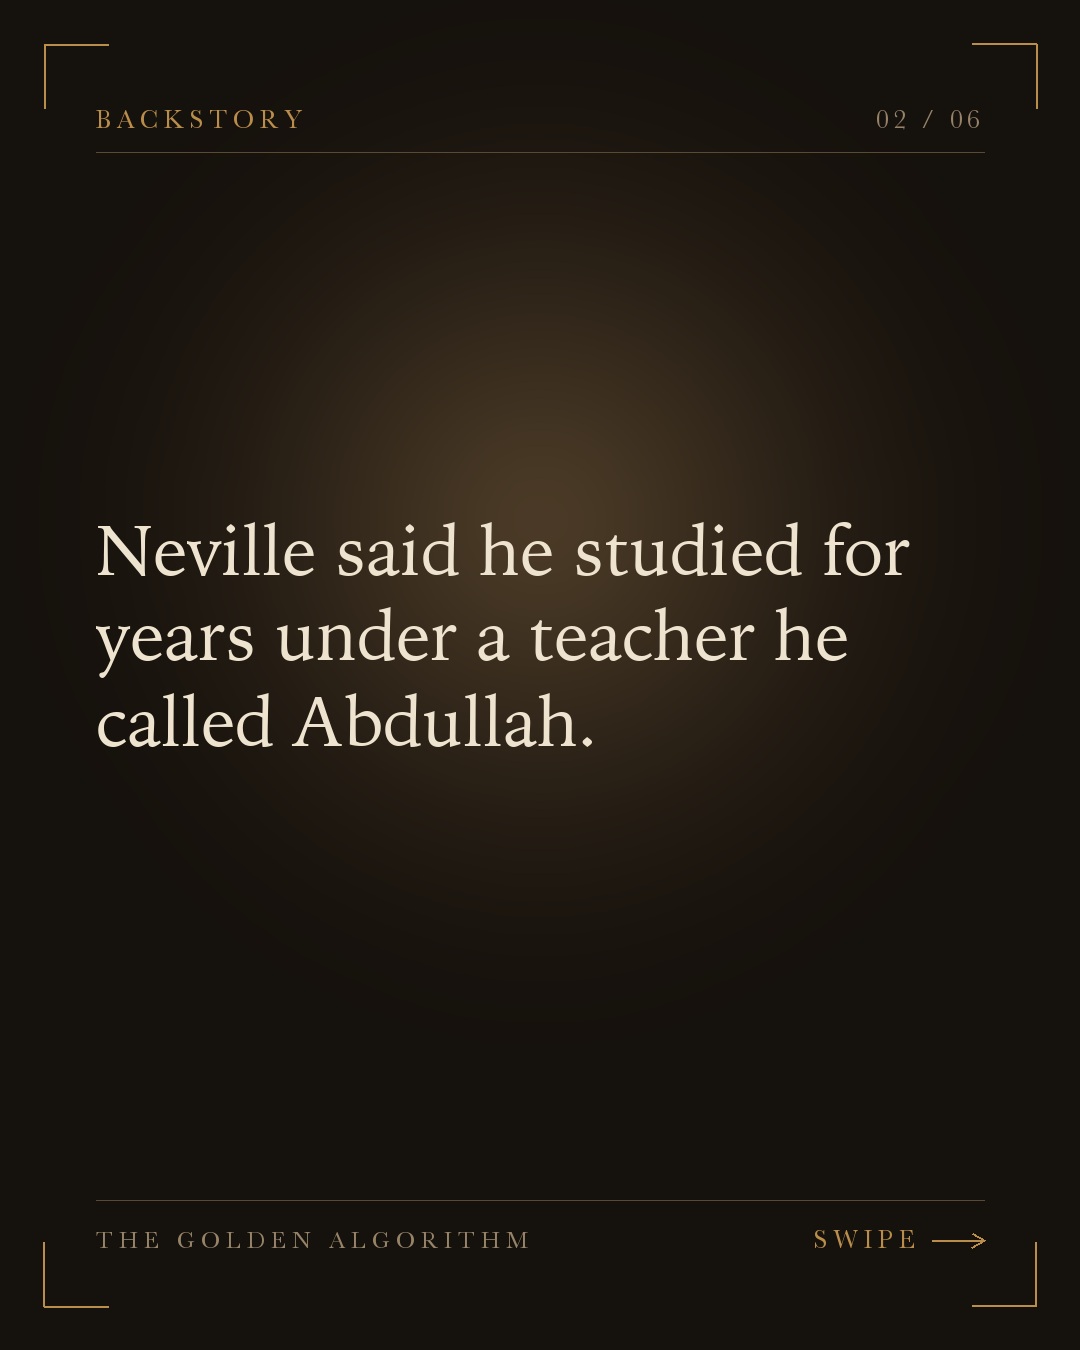 BACKSTORY
02 / 06
Neville said he studied for
years under a teacher he
called Abdullah.
THE GOLDEN ALGORITHM
SWIPE